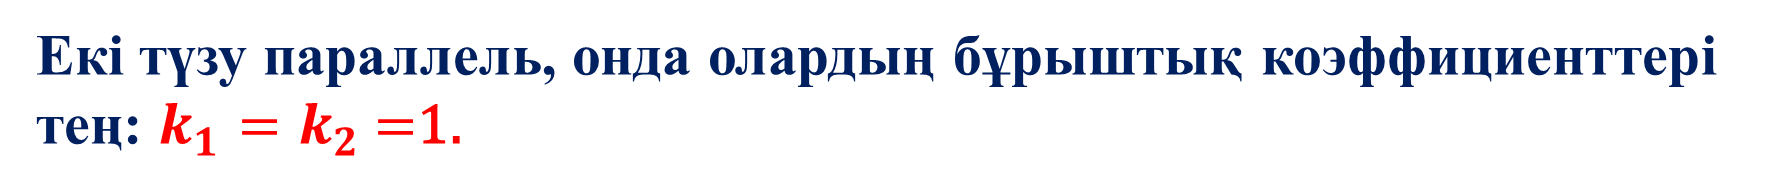 Екі түзу параллель, онда олардың бұрыштық коэффициенттері
тең: k₁ = k₂ =1.